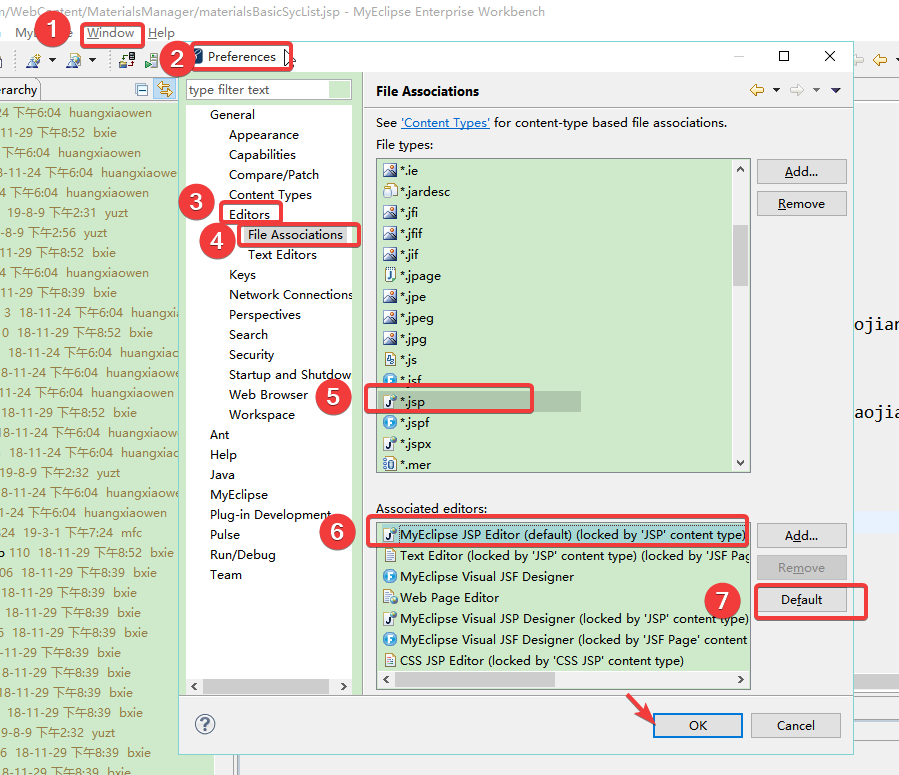 m/WebContent/MaterialsManager/materialsBasicSycList.jsp - MyEclipse Enterprise Workbench
1
Window
Help
2
Preferences
erarchy
24 下午6:04 huangxiaowen
-11-29 下午8:52 bxie
下午6:04 huangxiaowen
8-11-24 下午6:04 huangxiaowen
4 下午6:04 huangxiaowen
19-8-9 下午2:31 yuzt
-8-9 下午2:56 yuzt
-11-29 下午8:52 bxie
4 下午6:04 huangxiaowen
-11-29 下午8:39 bxie
3 18-11-24 下午6:04 huangxia
0 18-11-29 下午8:52 bxie
18-11-24 下午6:04 huangxiaow
-11-24 下午6:04 huangxiaowen
-11-24 下午6:04 huangxiaowen
18-11-29 下午8:52 bxie
8-11-24 下午6:04 huangxiaowe
18-11-24 下午6:04 huangxiaow
19-8-9 下午2:32 yuzt
8-11-24 下午6:04 huangxiaowe
-11-24 下午6:04 huangxiaowen
824 19-3-1 下午7:24 mfc
o 110 18-11-29 下午8:52 bxie
06 18-11-29 下午8:39 bxie
18-11-29 下午8:39 bxie
18-11-29 下午8:39 bxie
6 18-11-29 下午8:39 bxie
-11-29 下午8:39 bxie
8-11-29 下午8:39 bxie
-11-29 下午8:39 bxie
18-11-29 下午8:39 bxie
9-8-9 下午2:32 yuzt
6 18-11-29 下午8:39 bxie
-11-29 下午8:39 bxie
type filter text
General
Appearance
Capabilities
Compare/Patch
Content Types
3
Editors
4
File Associations
Text Editors
Keys
Network Connections
Perspectives
Search
Security
Startup and Shutdow
Web Browser
Workspace
Ant
Help
Java
MyEclipse
Plug-in Development
Pulse
Run/Debug
Team
File Associations
See 'Content Types' for content-type based file associations.
File types:
*.ie
*.jardesc
*.jfi
*.jfif
*.jif
*.jpage
*.jpe
*.jpeg
*.jpg
*.js
*.jsf
5
*.jsp
*.jspf
*.jspx
*.mer
Add...
Remove
Associated editors:
6
MyEclipse JSP Editor (default) (locked by 'JSP' content type)
Text Editor (locked by 'JSP' content type) (locked by 'JSF Pag
MyEclipse Visual JSF Designer
Web Page Editor
MyEclipse Visual JSP Designer (locked by 'JSP' content type)
MyEclipse Visual JSF Designer (locked by 'JSF Page' content
CSS JSP Editor (locked by 'CSS JSP' content type)
Add...
Remove
7
Default
OK
Cancel
ojian
aojia